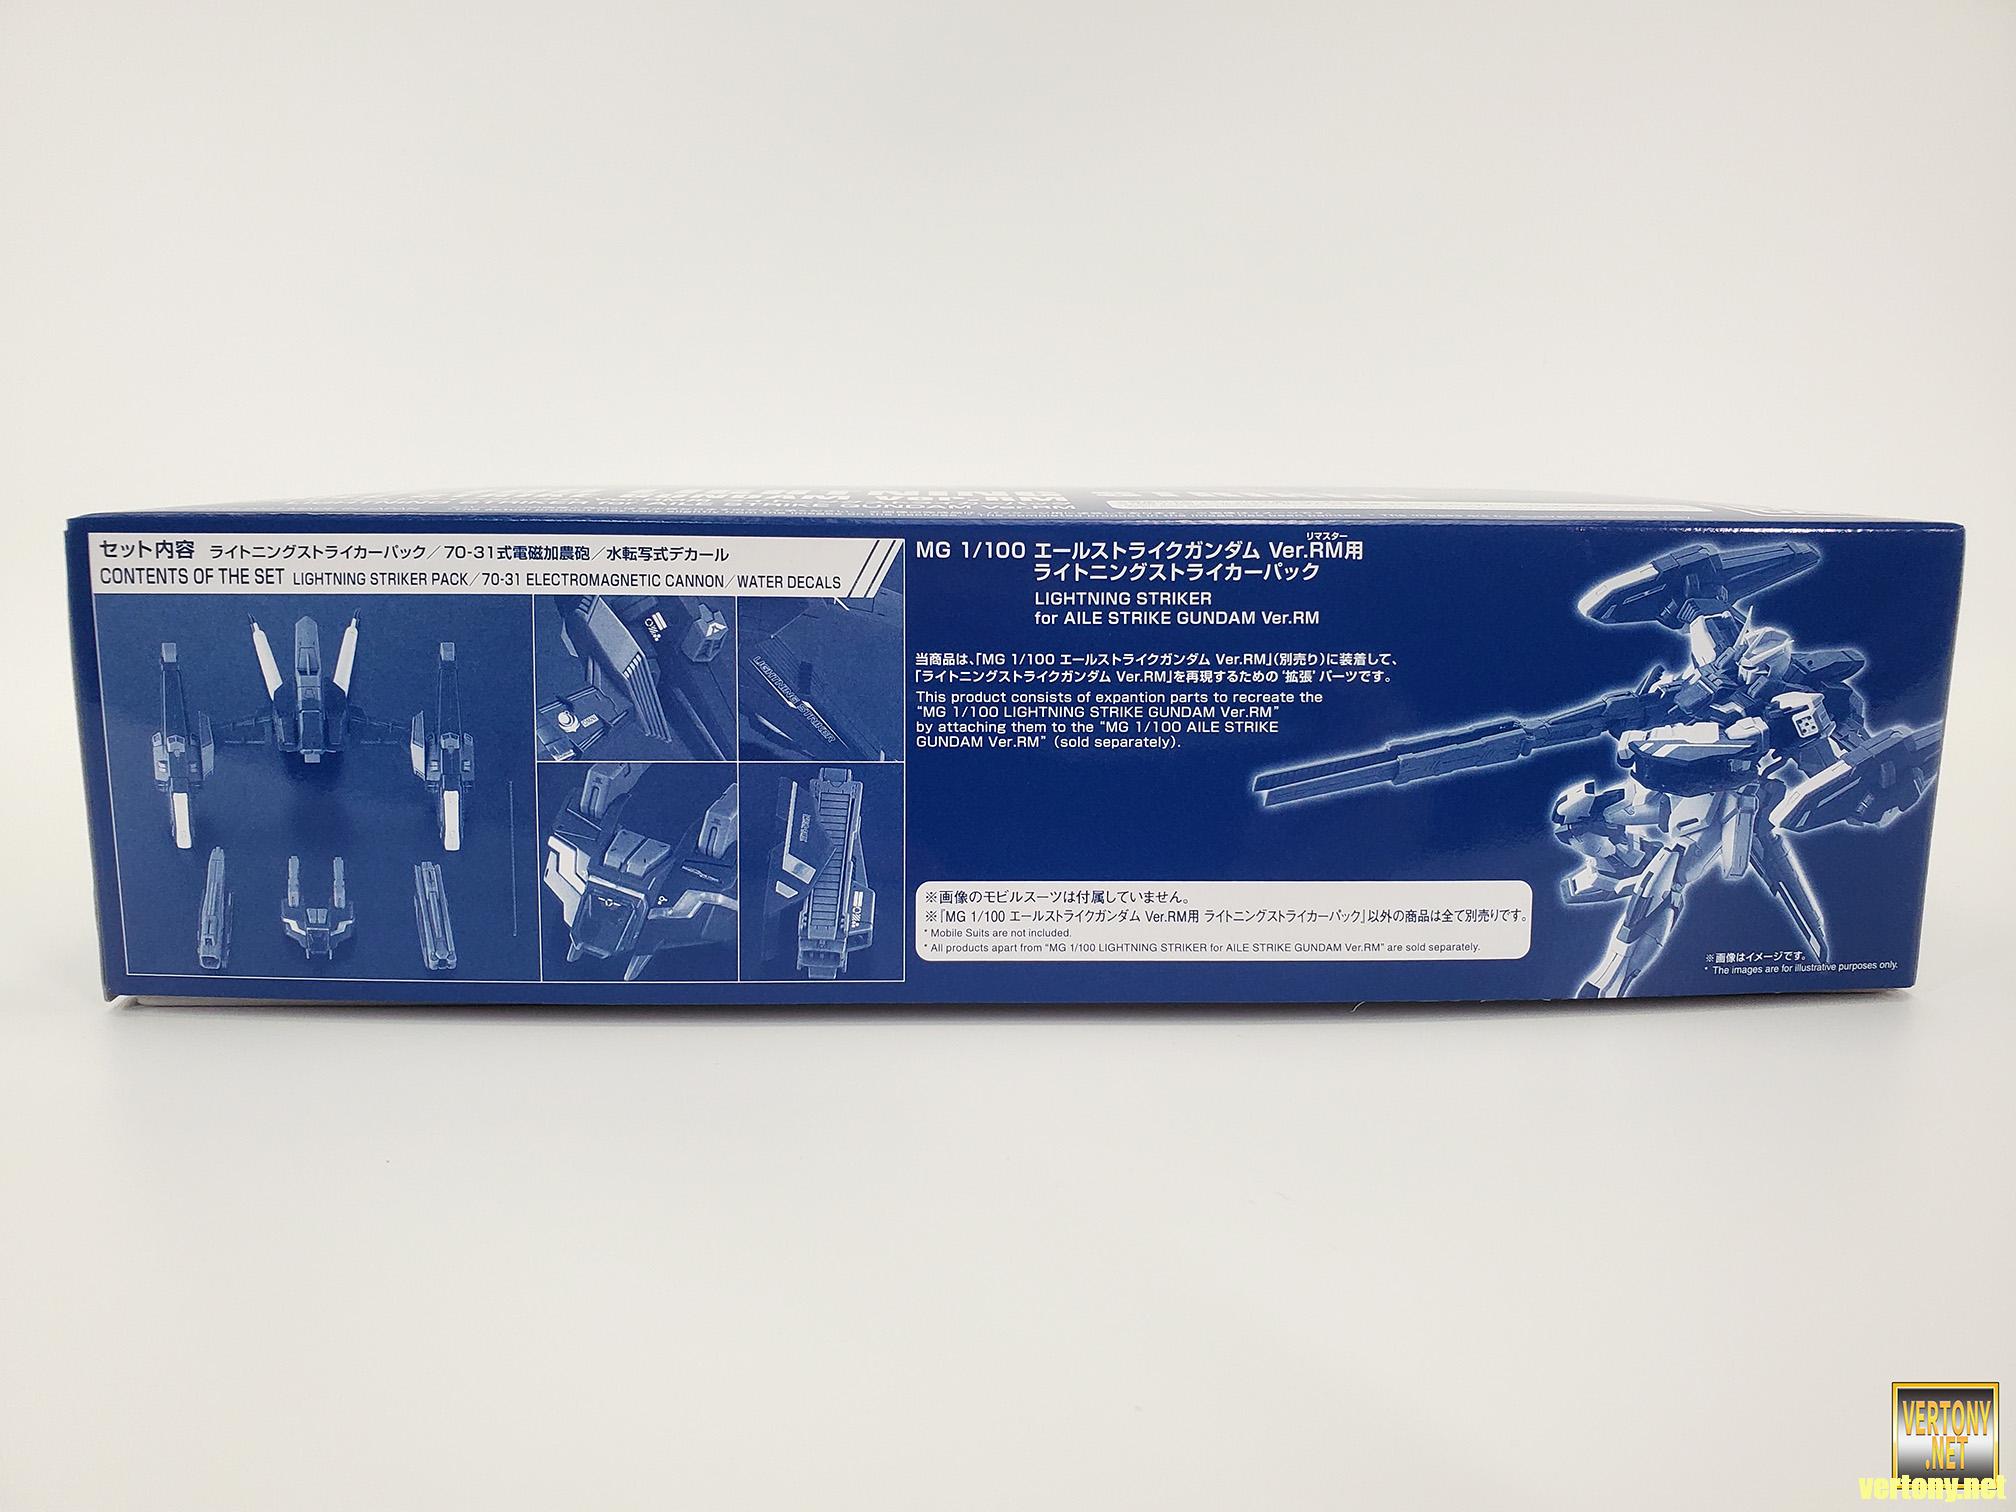 LIGHTNING STRIKER for AILE STRIKE GUNDAM Ver.RM
セット内容 ライトニングストライカーパック／70-31式電磁加農砲／水転写式デカール
CONTENTS OF THE SET LIGHTNING STRIKER PACK／70-31 ELECTROMAGNETIC CANNON／WATER DECALS
LIGHTNING STRIKER
リマスター
MG 1/100 エールストライクガンダム Ver.RM用
ライトニングストライカーパック
LIGHTNING STRIKER
for AILE STRIKE GUNDAM Ver.RM
当商品は、「MG 1/100 エールストライクガンダム Ver.RM」（別売り）に装着して、
「ライトニングストライクガンダム Ver.RM」を再現するための“拡張”パーツです。
This product consists of expantion parts to recreate the
“MG 1/100 LIGHTNING STRIKE GUNDAM Ver.RM”
by attaching them to the “MG 1/100 AILE STRIKE
GUNDAM Ver.RM” (sold separately).
※画像のモビルスーツは付属していません。
※『MG 1/100 エールストライクガンダム Ver.RM用 ライトニングストライカーパック』以外の商品は全て別売りです。
* Mobile Suits are not included.
* All products apart from “MG 1/100 LIGHTNING STRIKER for AILE STRIKE GUNDAM Ver.RM” are sold separately.
※画像はイメージです。
* The images are for illustrative purposes only.
VERTONY
.NET
vertony.net